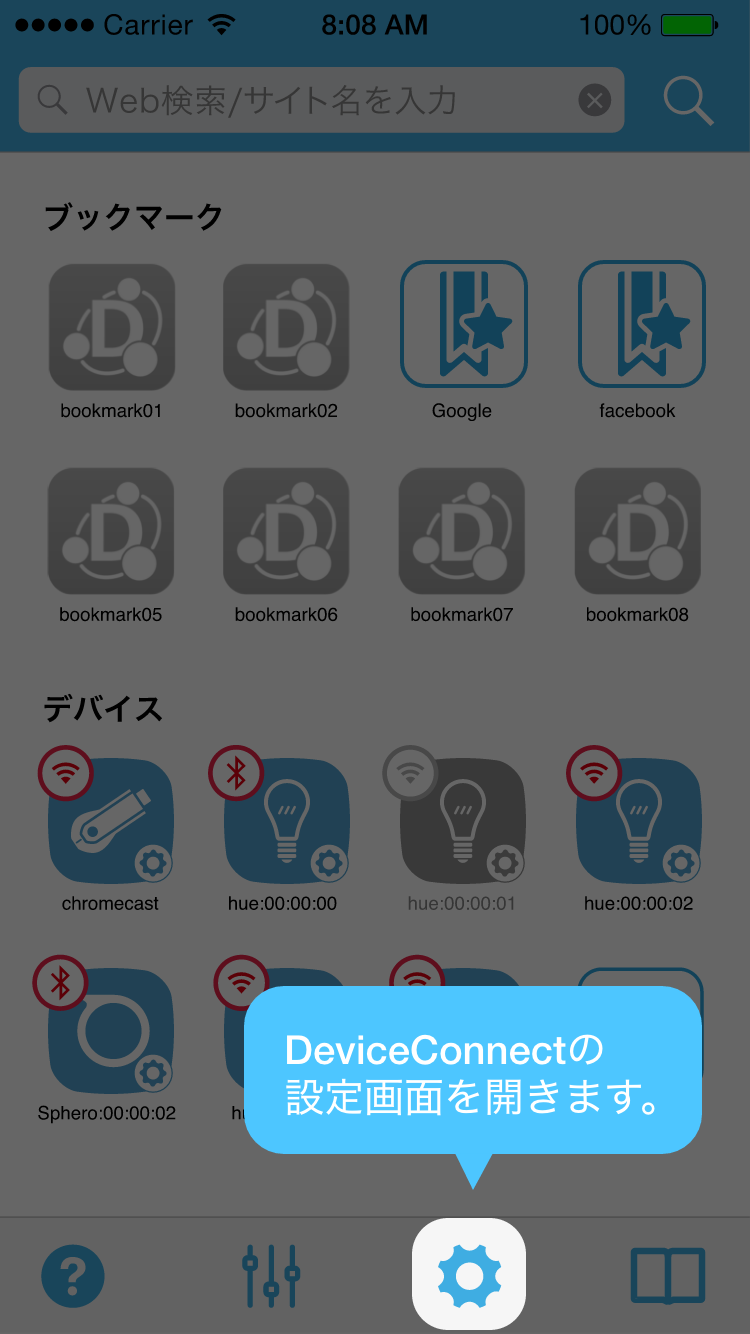 Carrier 8:08 AM 100%
Web検索/サイト名を入力
ブックマーク
bookmark01 bookmark02 Google facebook
bookmark05 bookmark06 bookmark07 bookmark08
デバイス
chromecast hue:00:00:00 hue:00:00:01 hue:00:00:02
Sphero:00:00:02
DeviceConnectの
設定画面を開きます。